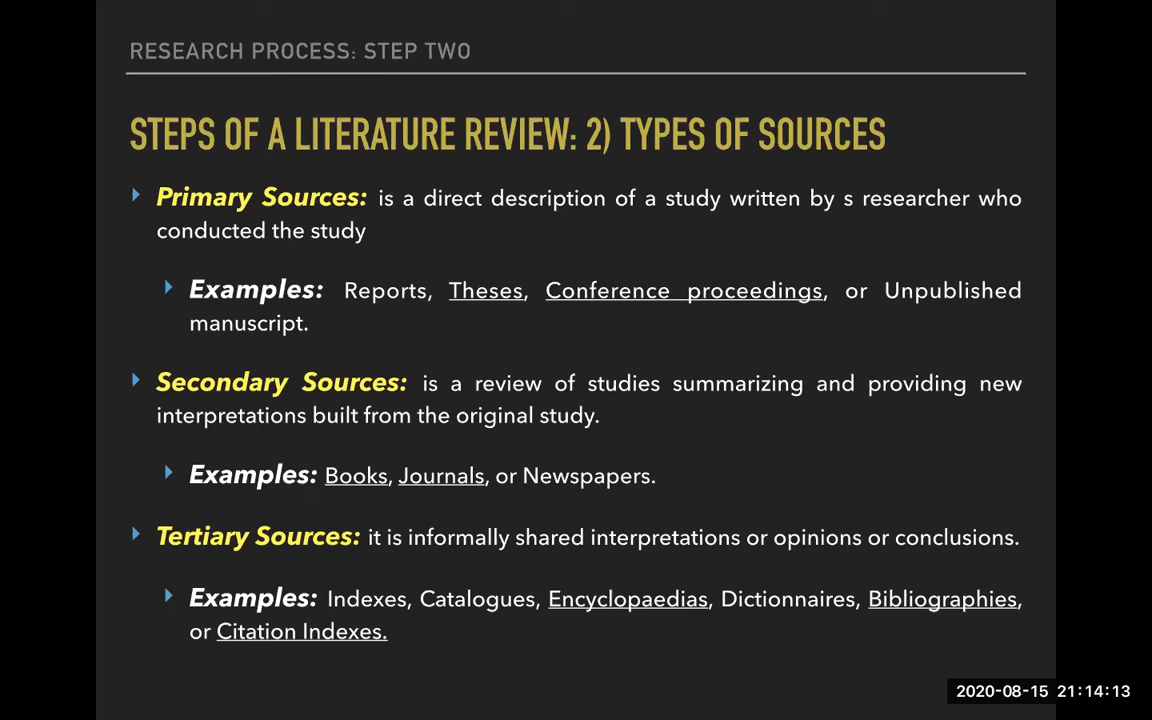 RESEARCH PROCESS: STEP TWO
STEPS OF A LITERATURE REVIEW: 2) TYPES OF SOURCES
Primary Sources: is a direct description of a study written by s researcher who
conducted the study
Examples: Reports, Theses, Conference proceedings, or Unpublished
manuscript.
Secondary Sources: is a review of studies summarizing and providing new
interpretations built from the original study.
Examples: Books, Journals, or Newspapers.
Tertiary Sources: it is informally shared interpretations or opinions or conclusions.
Examples: Indexes, Catalogues, Encyclopaedias, Dictionnaires, Bibliographies,
or Citation Indexes.
2020-08-15 21:14:13